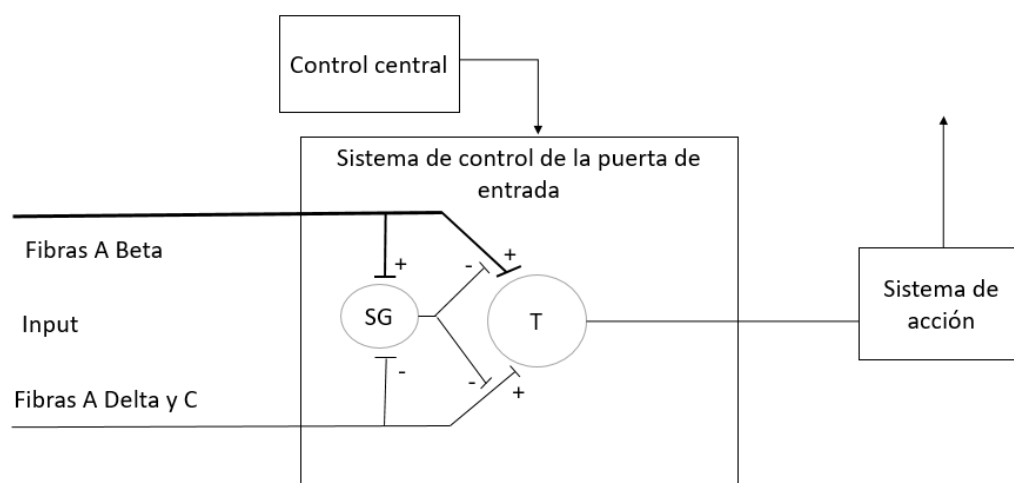 Control central
Sistema de control de la puerta de
entrada
Fibras A Beta
+
-
+
Input
SG
T
Sistema de
acción
-
-
+
Fibras A Delta y C